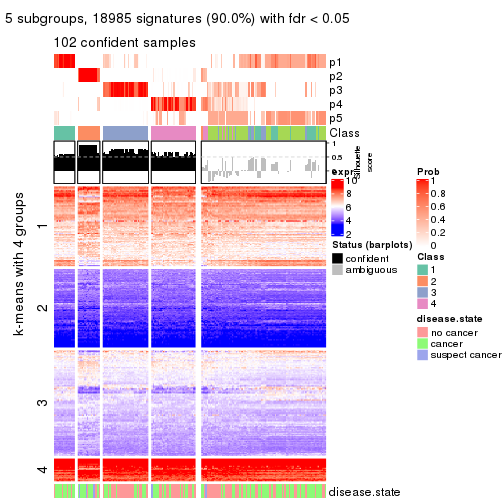 5 subgroups, 18985 signatures (90.0%) with fdr < 0.05
102 confident samples
p1
p2
p3
p4
p5
Class
1
0.5
0
silhouette
score
k-means with 4 groups
1
2
3
4
disease.state
expr
10
8
6
4
2
Status (barplots)
confident
ambiguous
Prob
1
0.8
0.6
0.4
0.2
0
Class
1
2
3
4
disease.state
no cancer
cancer
suspect cancer